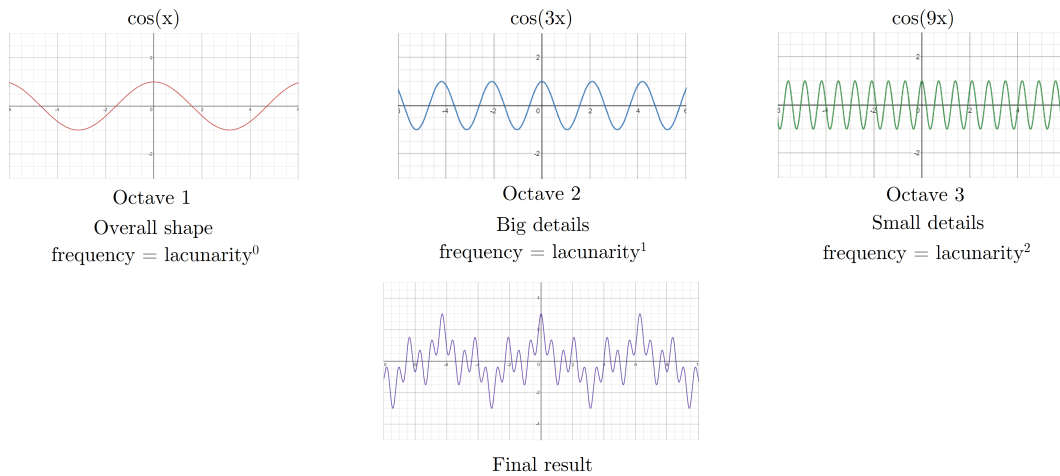 cos(x)
cos(3x)
cos(9x)
Octave 1
Octave 2
Octave 3
Overall shape
Big details
Small details
frequency = lacunarity⁰
frequency = lacunarity¹
frequency = lacunarity²
Final result